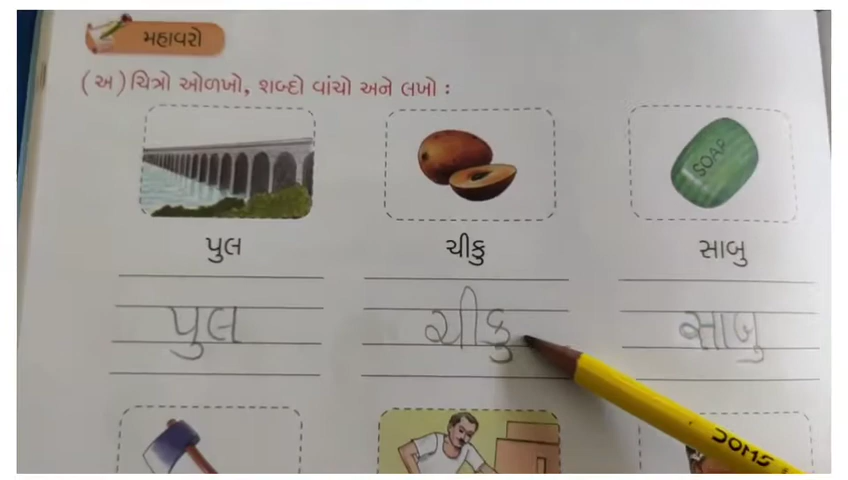 મહાવરો
(અ) ચિત્રો ઓળખો, શબ્દો વાંચો અને લખો :
SOAP
પુલ ચીકુ સાબુ
પુલ ચીકુ સાબુ
DOMS